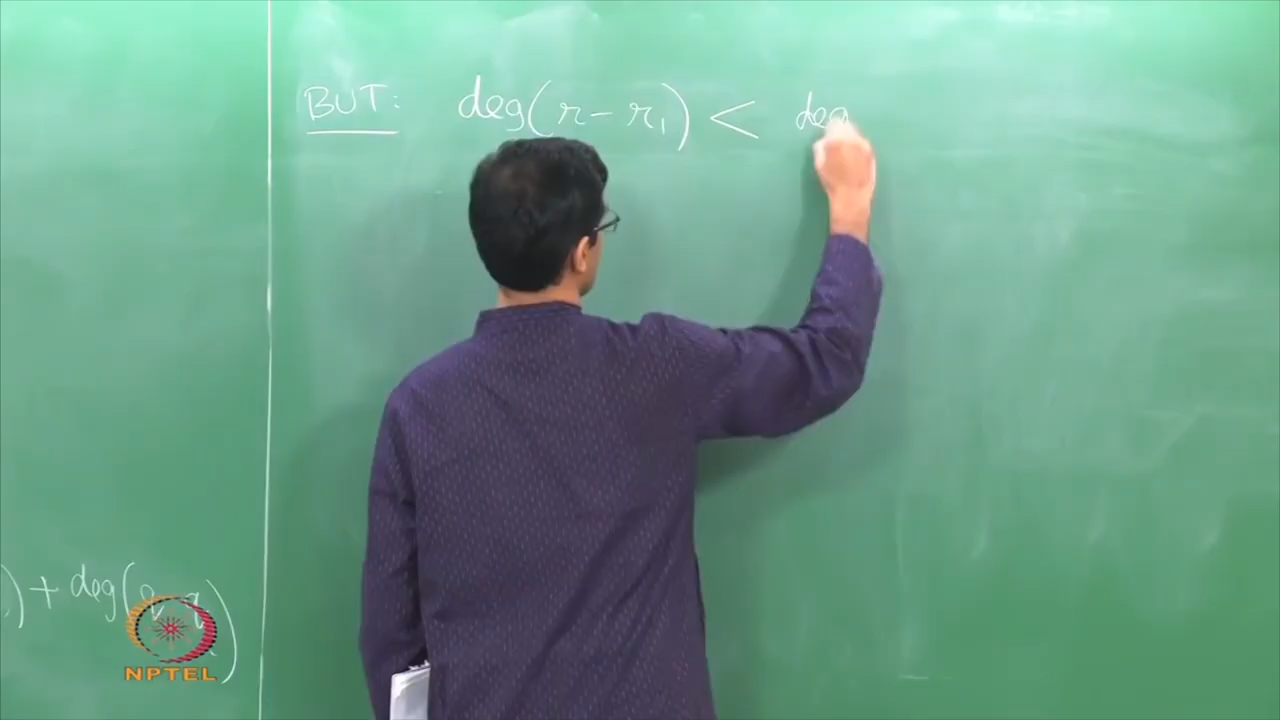 BUT: deg(r-r₁) < deg
) + deg(q
NPTEL